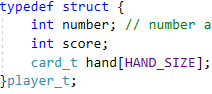 typedef struct {
int number; // number a
int score;
card_t hand[HAND_SIZE];
}player_t;